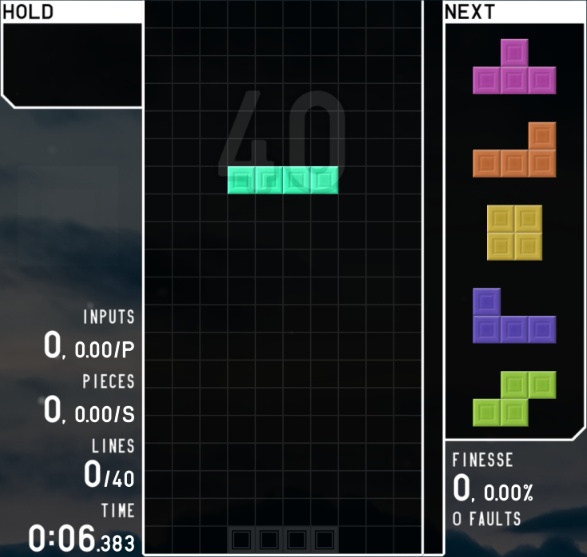 HOLD
NEXT
40
INPUTS
0, 0.00/P
PIECES
0, 0.00/S
LINES
0/40
TIME
0:06.383
FINESSE
0, 0.00%
0 FAULTS